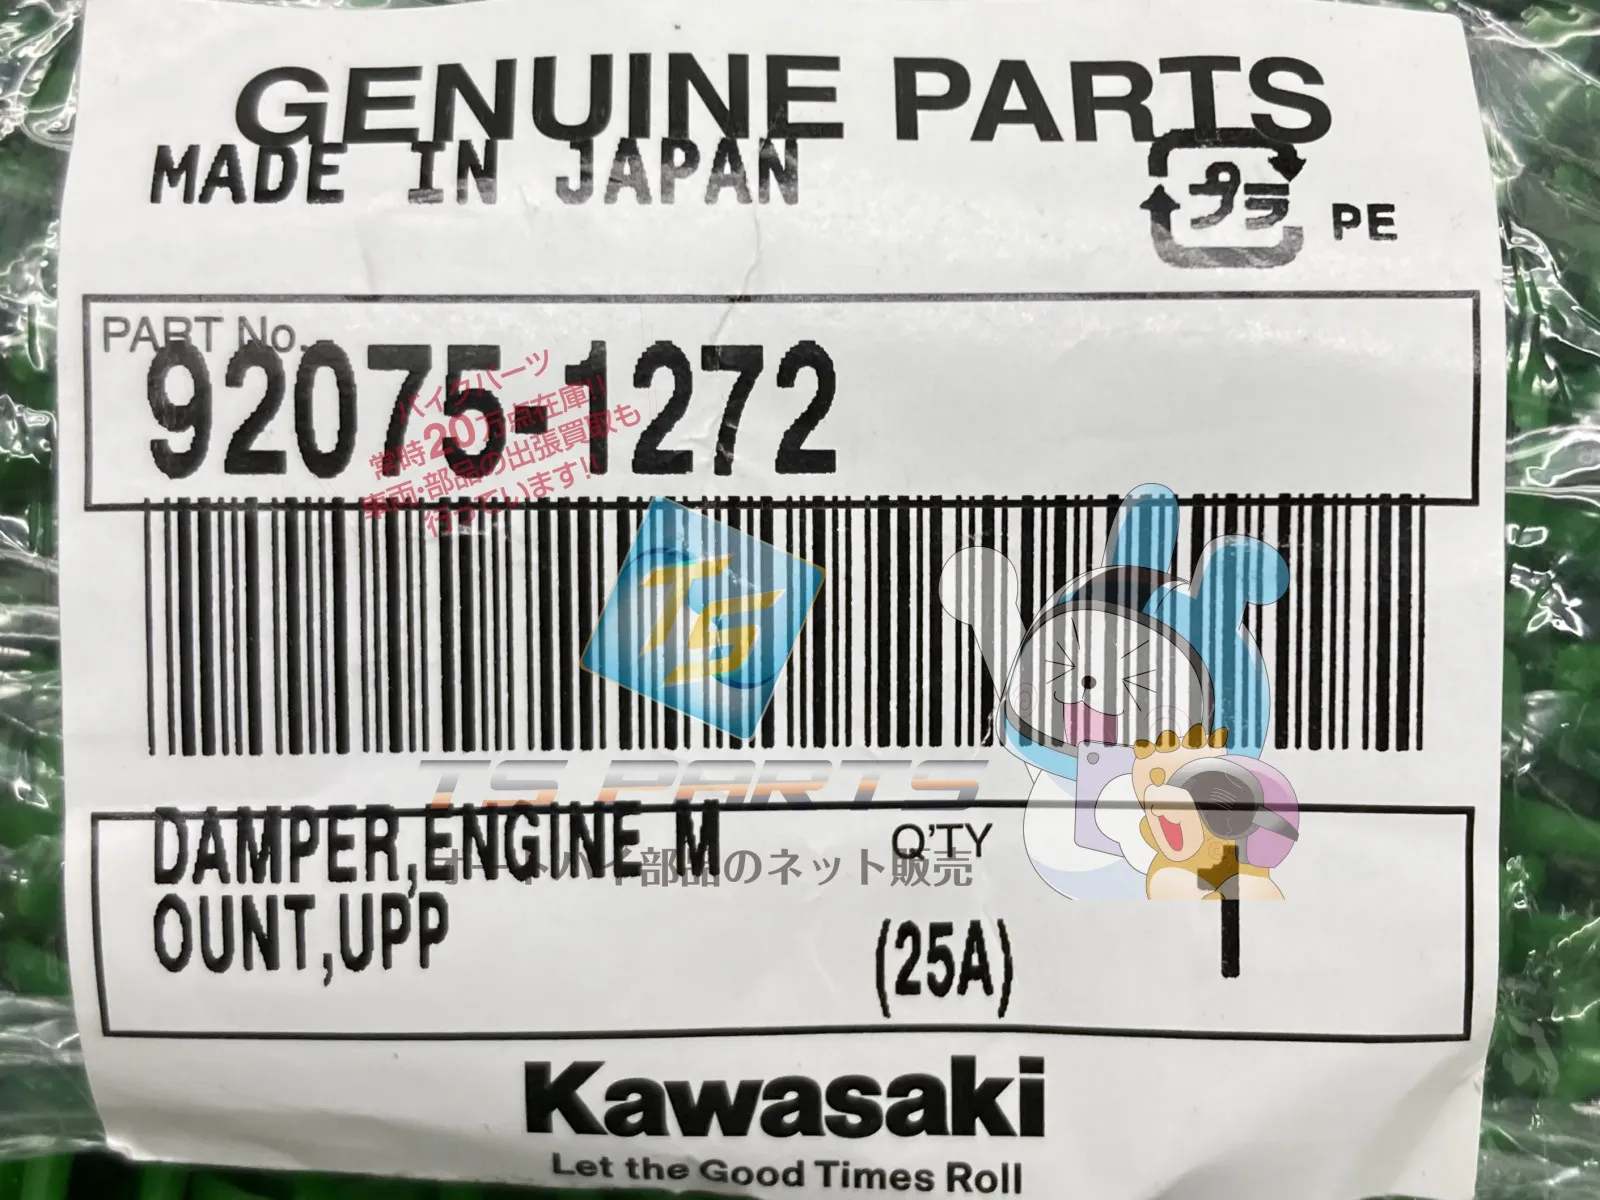 GENUINE PARTS
MADE IN JAPAN
プラ PE
PART No.
92075-1272
バイクパーツ
常時20万点在庫!!
車両・部品の出張買取も
行っています!!
TS
TS PARTS
オートバイ部品のネット販売
DAMPER,ENGINE M
OUNT,UPP
Q'TY
1
(25A)
Kawasaki
Let the Good Times Roll